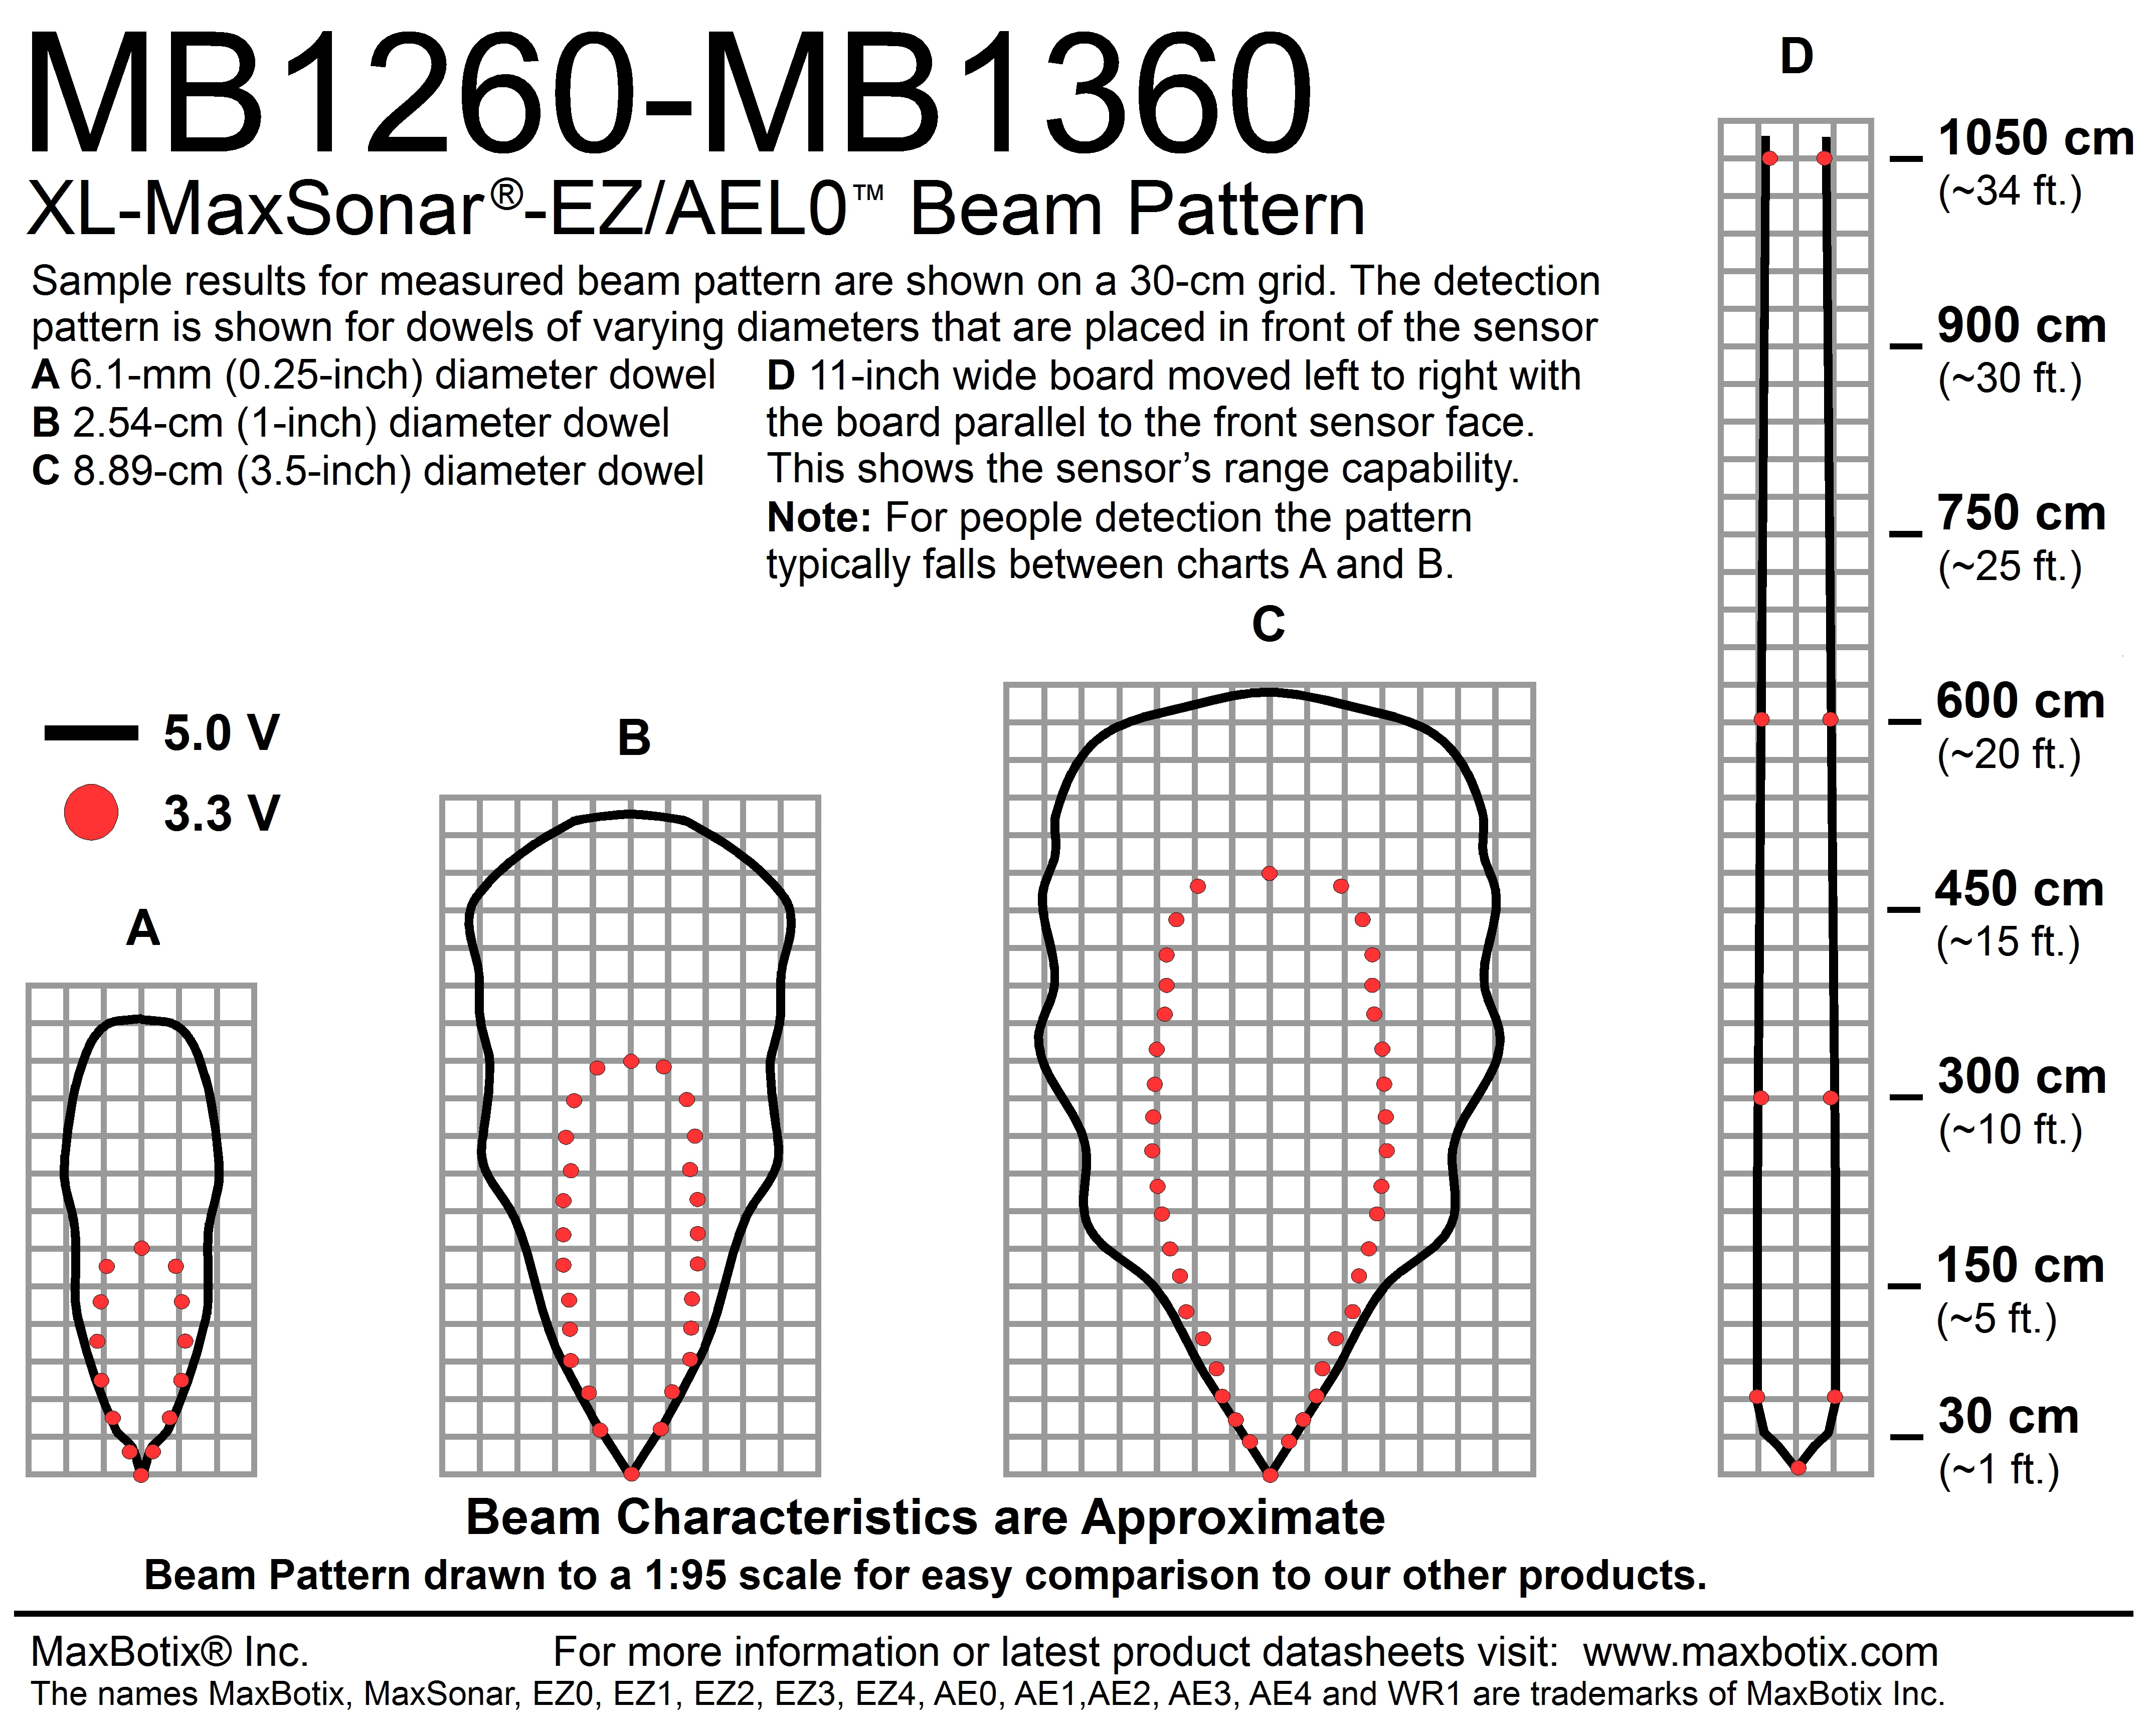 MB1260-MB1360
XL-MaxSonar®-EZ/AEL0™ Beam Pattern
Sample results for measured beam pattern are shown on a 30-cm grid. The detection
pattern is shown for dowels of varying diameters that are placed in front of the sensor
A 6.1-mm (0.25-inch) diameter dowel
B 2.54-cm (1-inch) diameter dowel
C 8.89-cm (3.5-inch) diameter dowel
D 11-inch wide board moved left to right with
the board parallel to the front sensor face.
This shows the sensor's range capability.
Note: For people detection the pattern
typically falls between charts A and B.
5.0 V
3.3 V
A
B
C
D
1050 cm
(~34 ft.)
900 cm
(~30 ft.)
750 cm
(~25 ft.)
600 cm
(~20 ft.)
450 cm
(~15 ft.)
300 cm
(~10 ft.)
150 cm
(~5 ft.)
30 cm
(~1 ft.)
Beam Characteristics are Approximate
Beam Pattern drawn to a 1:95 scale for easy comparison to our other products.
MaxBotix® Inc. For more information or latest product datasheets visit: www.maxbotix.com
The names MaxBotix, MaxSonar, EZ0, EZ1, EZ2, EZ3, EZ4, AE0, AE1,AE2, AE3, AE4 and WR1 are trademarks of MaxBotix Inc.